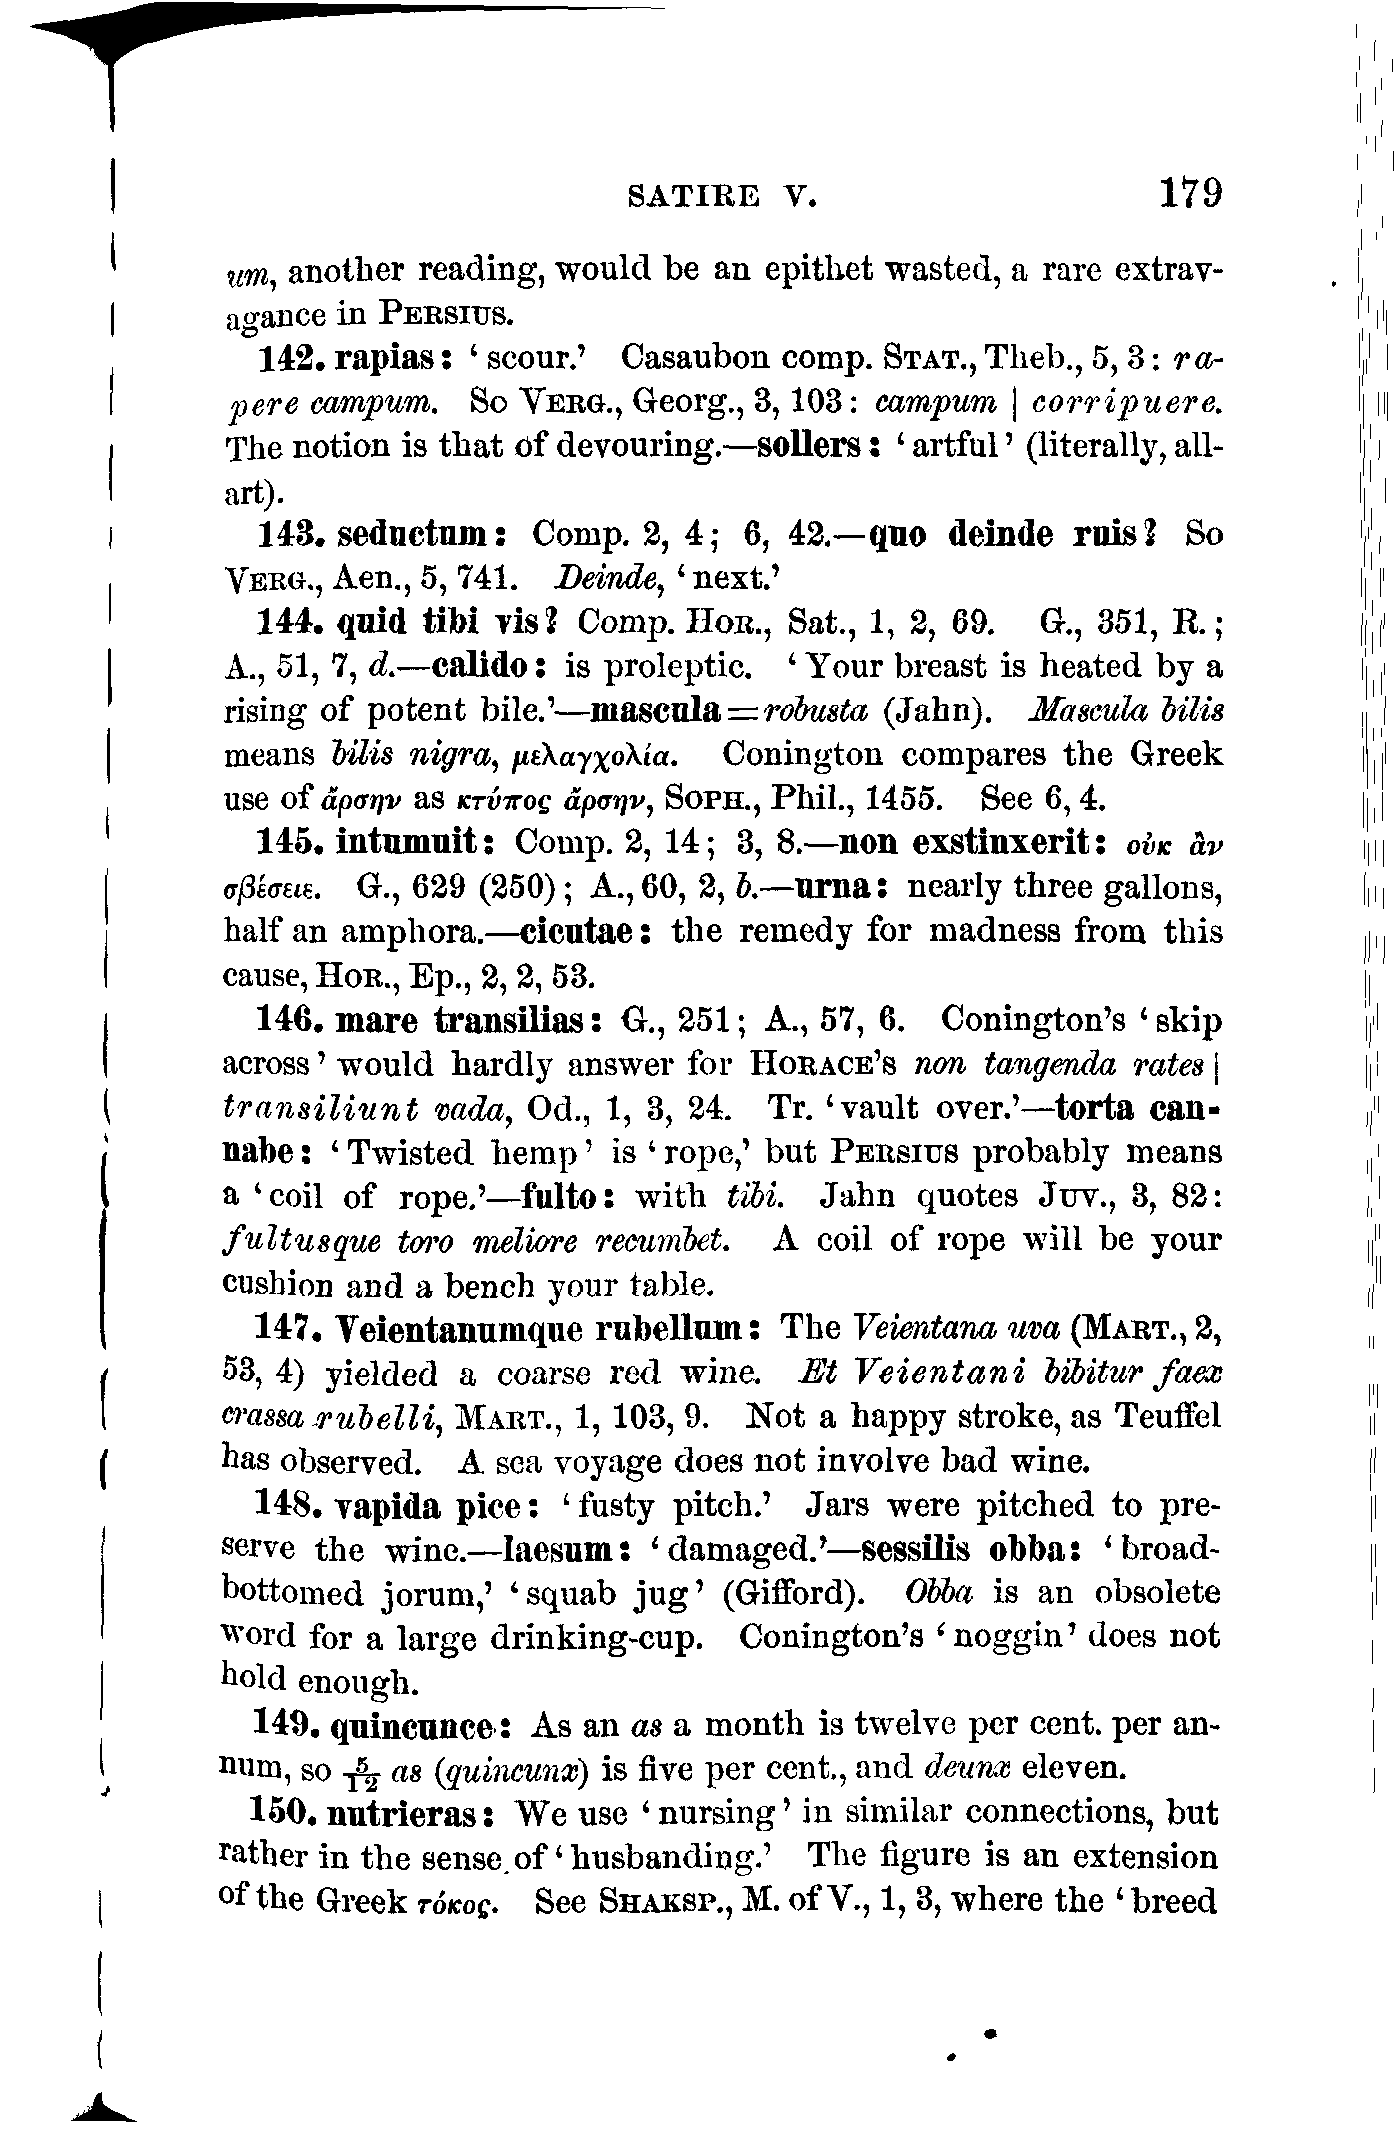 SATIRE V. 179
um, another reading, would be an epithet wasted, a rare extrav-
agance in PERSIUS.
142. rapias: ‘scour.’ Casaubon comp. STAT., Theb., 5, 3: ra-
pere campum. So VERG., Georg., 3, 103: campum | corripuere.
The notion is that of devouring.—sollers: ‘artful’ (literally, all-
art).
143. seductum: Comp. 2, 4; 6, 42.—quo deinde ruis? So
VERG., Aen., 5, 741. Deinde, ‘next.’
144. quid tibi vis? Comp. HOR., Sat., 1, 2, 69. G., 351, R.;
A., 51, 7, d.—calido: is proleptic. ‘Your breast is heated by a
rising of potent bile.’—mascula=robusta (Jahn). Mascula bilis
means bilis nigra, μελαγχολία. Conington compares the Greek
use of ἄρσην as κτύπος ἄρσην, SOPH., Phil., 1455. See 6, 4.
145. intumuit: Comp. 2, 14; 3, 8.—non exstinxerit: οὐκ ἂν
σβέσειε. G., 629 (250); A., 60, 2, b.—urna: nearly three gallons,
half an amphora.—cicutae: the remedy for madness from this
cause, HOR., Ep., 2, 2, 53.
146. mare transilias: G., 251; A., 57, 6. Conington's ‘skip
across’ would hardly answer for HORACE'S non tangenda rates |
transiliunt vada, Od., 1, 3, 24. Tr. ‘vault over.’—torta can-
nabe: ‘Twisted hemp’ is ‘rope,’ but PERSIUS probably means
a ‘coil of rope.’—fulto: with tibi. Jahn quotes JUV., 3, 82:
fultusque toro meliore recumbet. A coil of rope will be your
cushion and a bench your table.
147. Veientanumque rubellum: The Veientana uva (MART., 2,
53, 4) yielded a coarse red wine. Et Veientani bibitur faex
crassa rubelli, MART., 1, 103, 9. Not a happy stroke, as Teuffel
has observed. A sea voyage does not involve bad wine.
148. vapida pice: ‘fusty pitch.’ Jars were pitched to pre-
serve the wine.—laesum: ‘damaged.’—sessilis obba: ‘broad-
bottomed jorum,’ ‘squab jug’ (Gifford). Obba is an obsolete
word for a large drinking-cup. Conington's ‘noggin’ does not
hold enough.
149. quincunce: As an as a month is twelve per cent. per an-
num, so 5/12 as (quincunx) is five per cent., and deunx eleven.
150. nutrieras: We use ‘nursing’ in similar connections, but
rather in the sense of ‘husbanding.’ The figure is an extension
of the Greek τόκος. See SHAKSP., M. of V., 1, 3, where the ‘breed